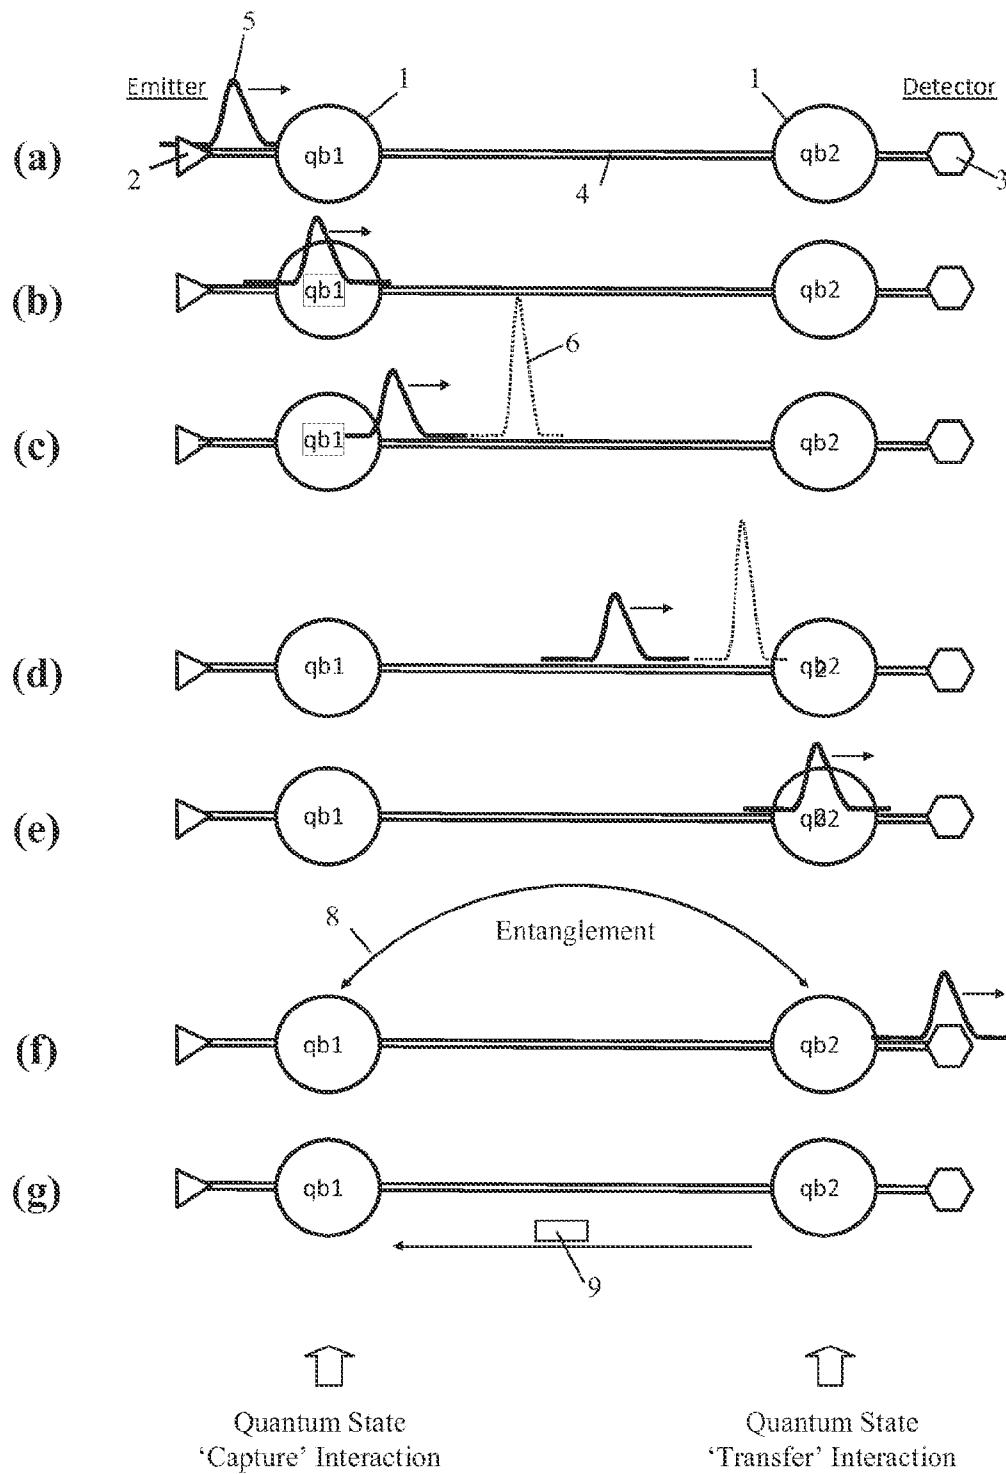 5
Emitter
1
1
Detector
(a)
qb1
qb2
2
4
3
(b)
qb1
qb2
6
(c)
qb1
qb2
(d)
qb1
qb2
(e)
qb1
qb2
8
Entanglement
(f)
qb1
qb2
(g)
qb1
qb2
9
Quantum State
Quantum State
‘Capture’ Interaction
‘Transfer’ Interaction